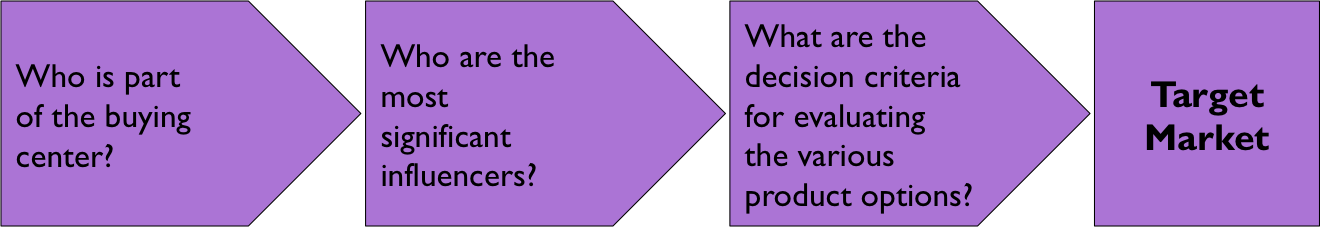 Who is part
of the buying
center?
Who are the
most
significant
influencers?
What are the
decision criteria
for evaluating
the various
product options?
Target
Market